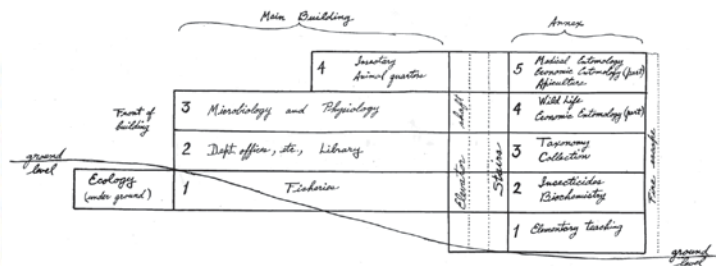 Main Building
Annex
4 Insectary
Animal quarters
5 Medical Entomology
Economic Entomology (part)
Apiculture
Front of
building
3 Microbiology and Physiology
4 Wild Life
Economic Entomology (part)
2 Dept offices, etc., Library
3 Taxonomy
Collection
ground
level
Ecology
(under ground)
1 Fisheries
2 Insecticides
Biochemistry
1 Elementary teaching
Elevator shaft
Stairs
Fire escape
ground
level